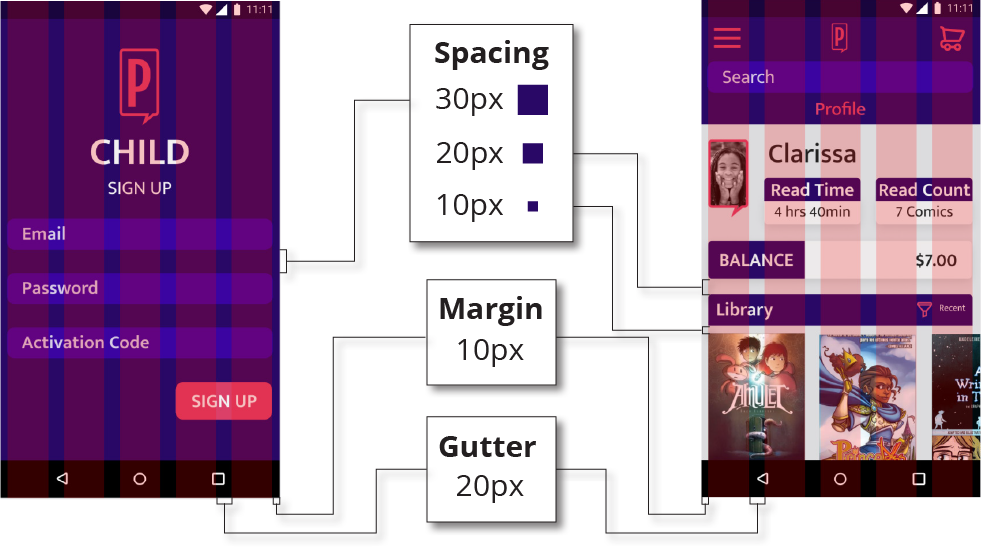 11:11
P
CHILD
SIGN UP
Email
Password
Activation Code
SIGN UP
Spacing
30px
20px
10px
Margin
10px
Gutter
20px
11:11
P
Search
Profile
Clarissa
Read Time
4 hrs 40min
Read Count
7 Comics
BALANCE
$7.00
Library
Recent
AMULET